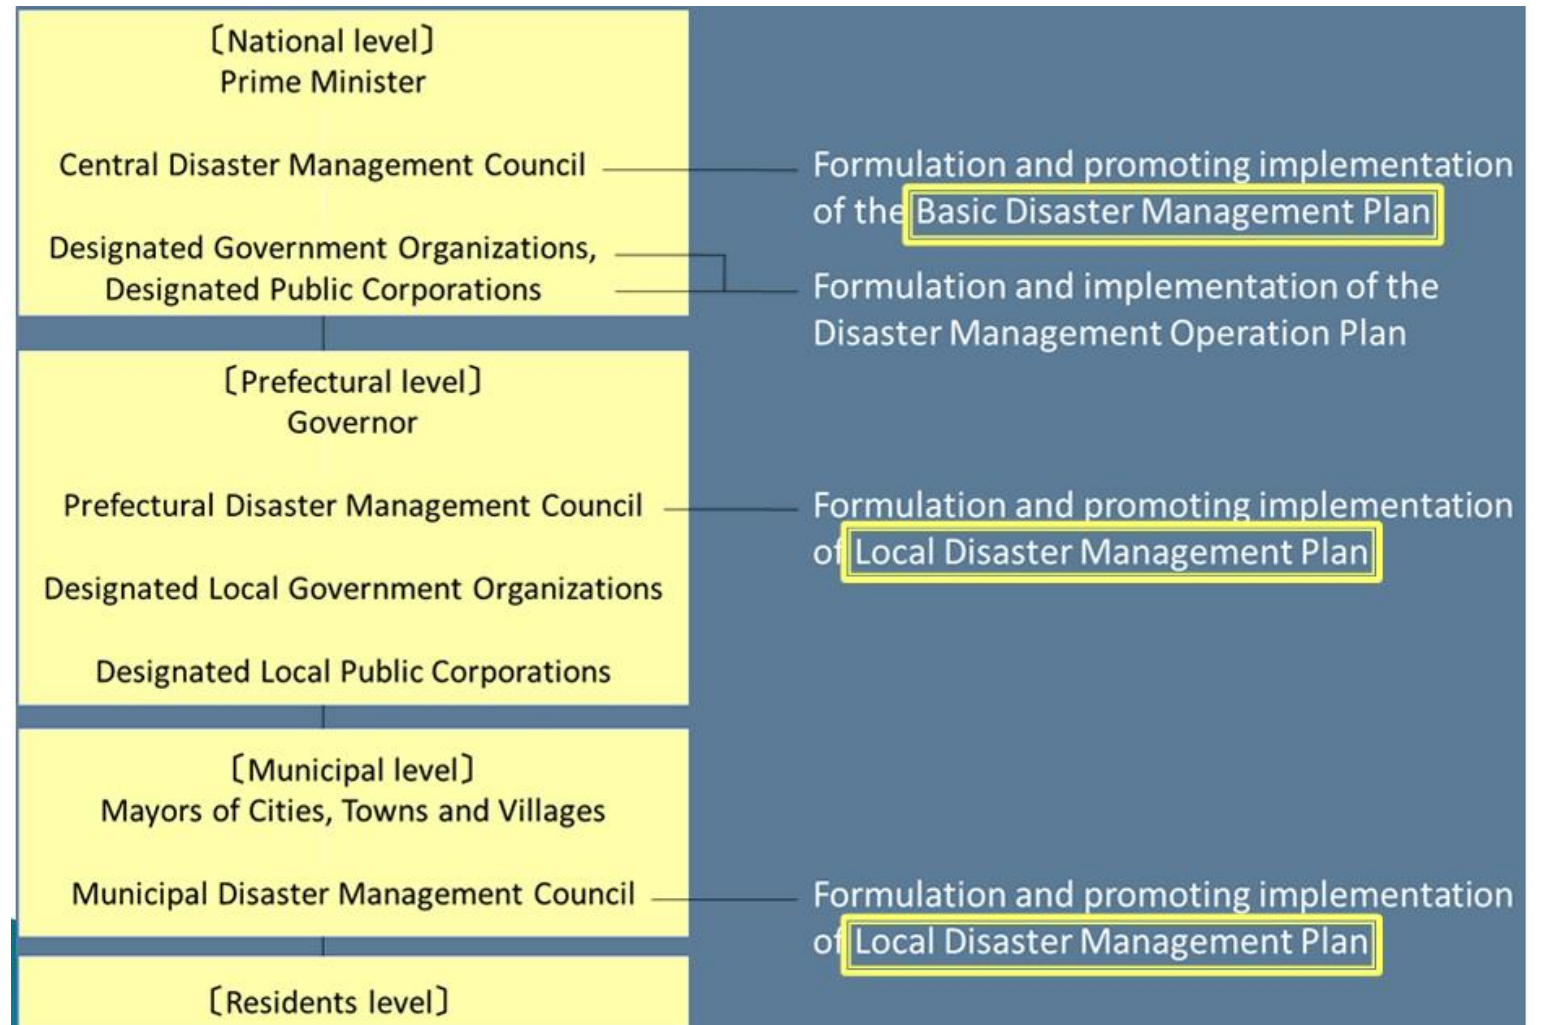 〔National level〕
Prime Minister
Central Disaster Management Council
Formulation and promoting implementation
of the Basic Disaster Management Plan
Designated Government Organizations,
Designated Public Corporations
Formulation and implementation of the
Disaster Management Operation Plan
〔Prefectural level〕
Governor
Prefectural Disaster Management Council
Formulation and promoting implementation
of Local Disaster Management Plan
Designated Local Government Organizations
Designated Local Public Corporations
〔Municipal level〕
Mayors of Cities, Towns and Villages
Municipal Disaster Management Council
Formulation and promoting implementation
of Local Disaster Management Plan
〔Residents level〕